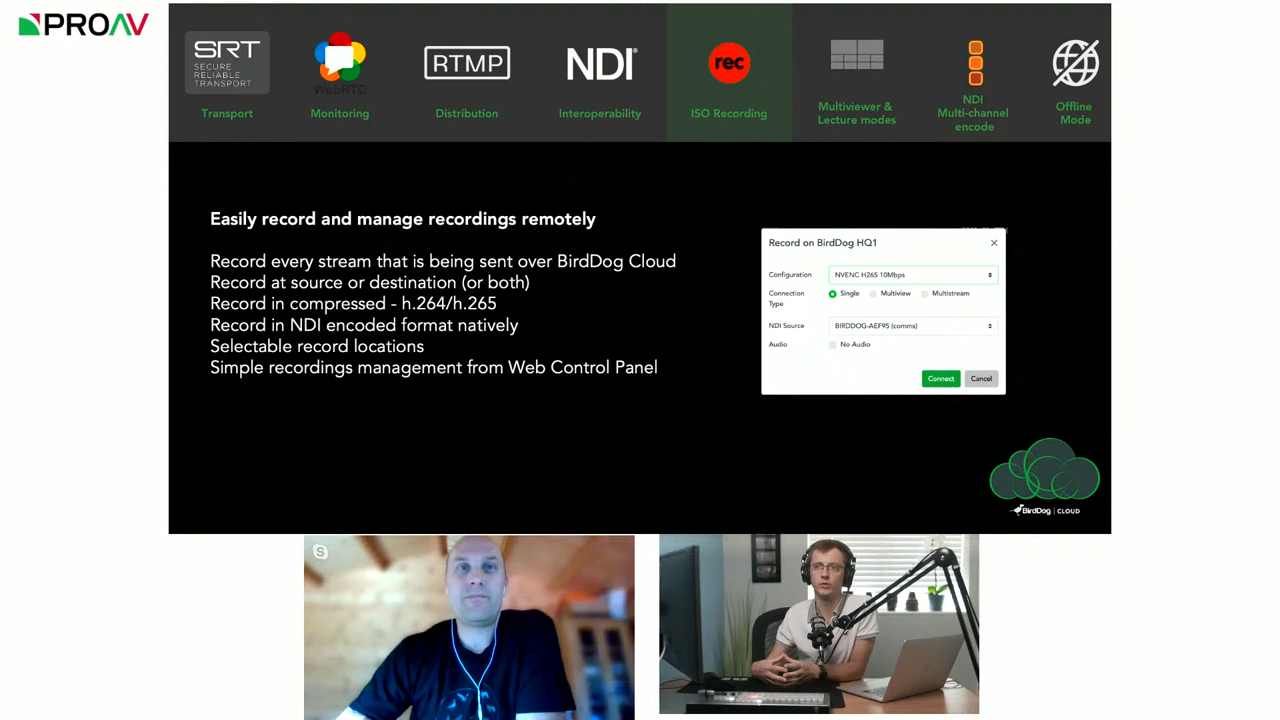 PROAV
SRT
SECURE
RELIABLE
TRANSPORT
Transport
WebRTC
Monitoring
RTMP
Distribution
NDI®
Interoperability
rec
ISO Recording
Multiviewer &
Lecture modes
NDI
Multi-channel
encode
Offline
Mode
Easily record and manage recordings remotely
Record every stream that is being sent over BirdDog Cloud
Record at source or destination (or both)
Record in compressed - h.264/h.265
Record in NDI encoded format natively
Selectable record locations
Simple recordings management from Web Control Panel
Record on BirdDog HQ1
Configuration
NVENC H265 10Mbps
Connection
Type
Single
Multiview
Multistream
NDI Source
BIRDDOG-AEF95 (comms)
Audio
No Audio
Connect
Cancel
BirdDog | CLOUD
S